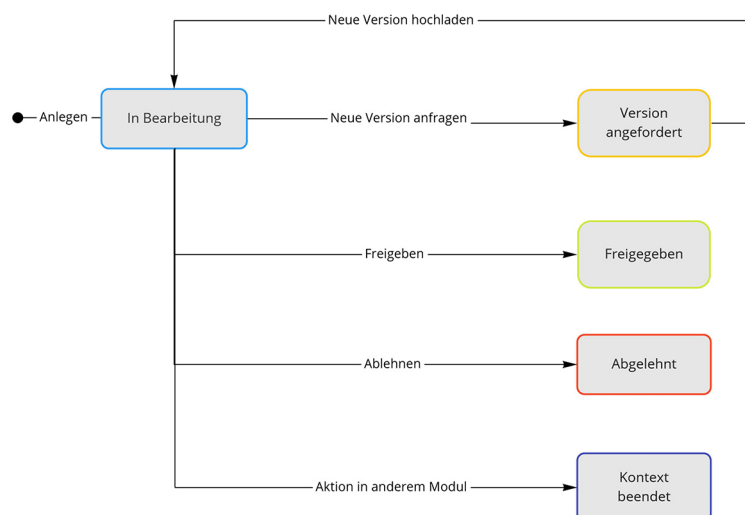 Neue Version hochladen
Anlegen
In Bearbeitung
Neue Version anfragen
Version
angefordert
Freigeben
Freigegeben
Ablehnen
Abgelehnt
Aktion in anderem Modul
Kontext
beendet